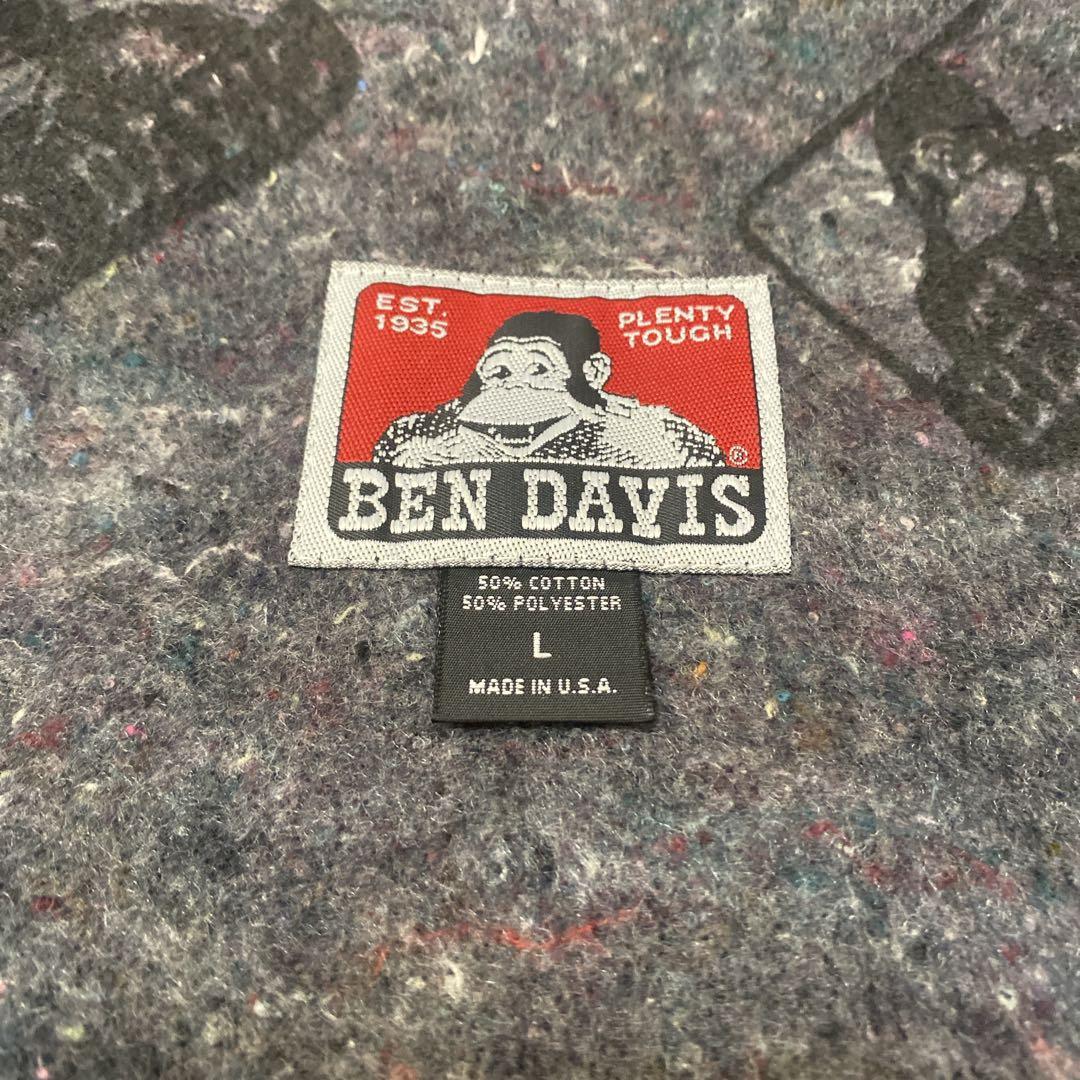 EST. 1935
PLENTY TOUGH
®
BEN DAVIS
50% COTTON
50% POLYESTER
L
MADE IN U.S.A.